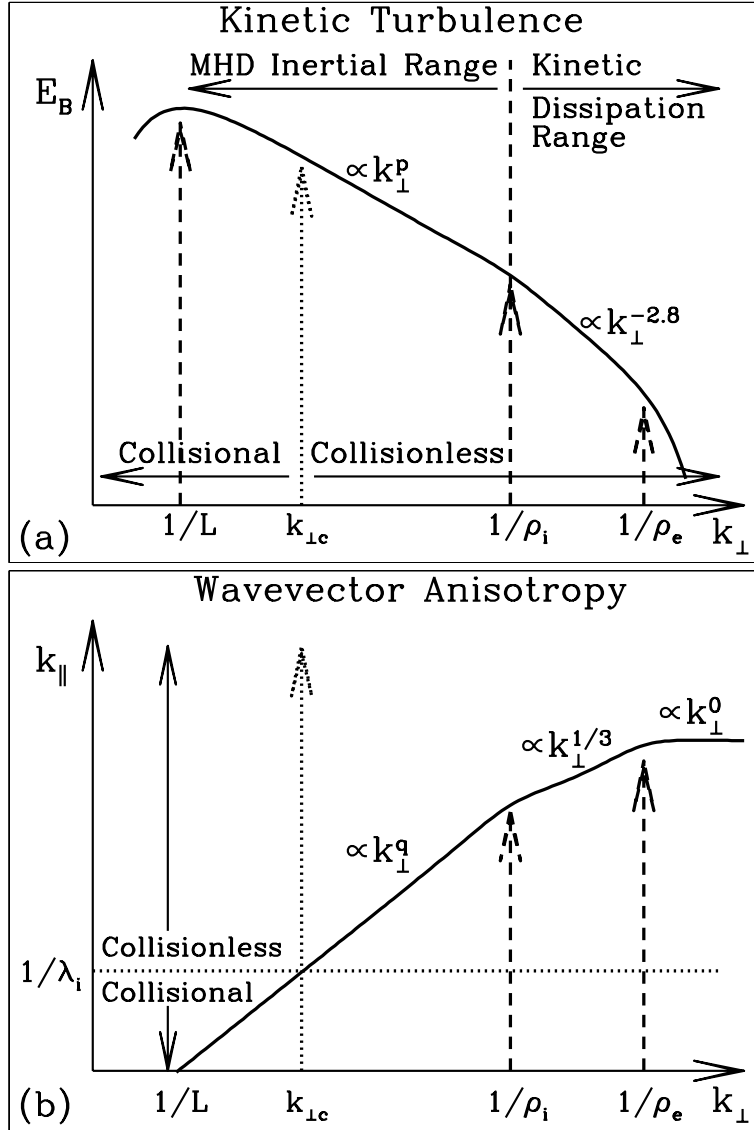 Kinetic Turbulence
MHD Inertial Range
Kinetic
Dissipation
Range
E_B
∝k_⊥^p
∝k_⊥^-2.8
Collisional
Collisionless
(a)
1/L
k_⊥c
1/ρ_i
1/ρ_e
k_⊥
Wavevector Anisotropy
k_∥
∝k_⊥^0
∝k_⊥^1/3
∝k_⊥^q
Collisionless
1/λ_i
Collisional
(b)
1/L
k_⊥c
1/ρ_i
1/ρ_e
k_⊥